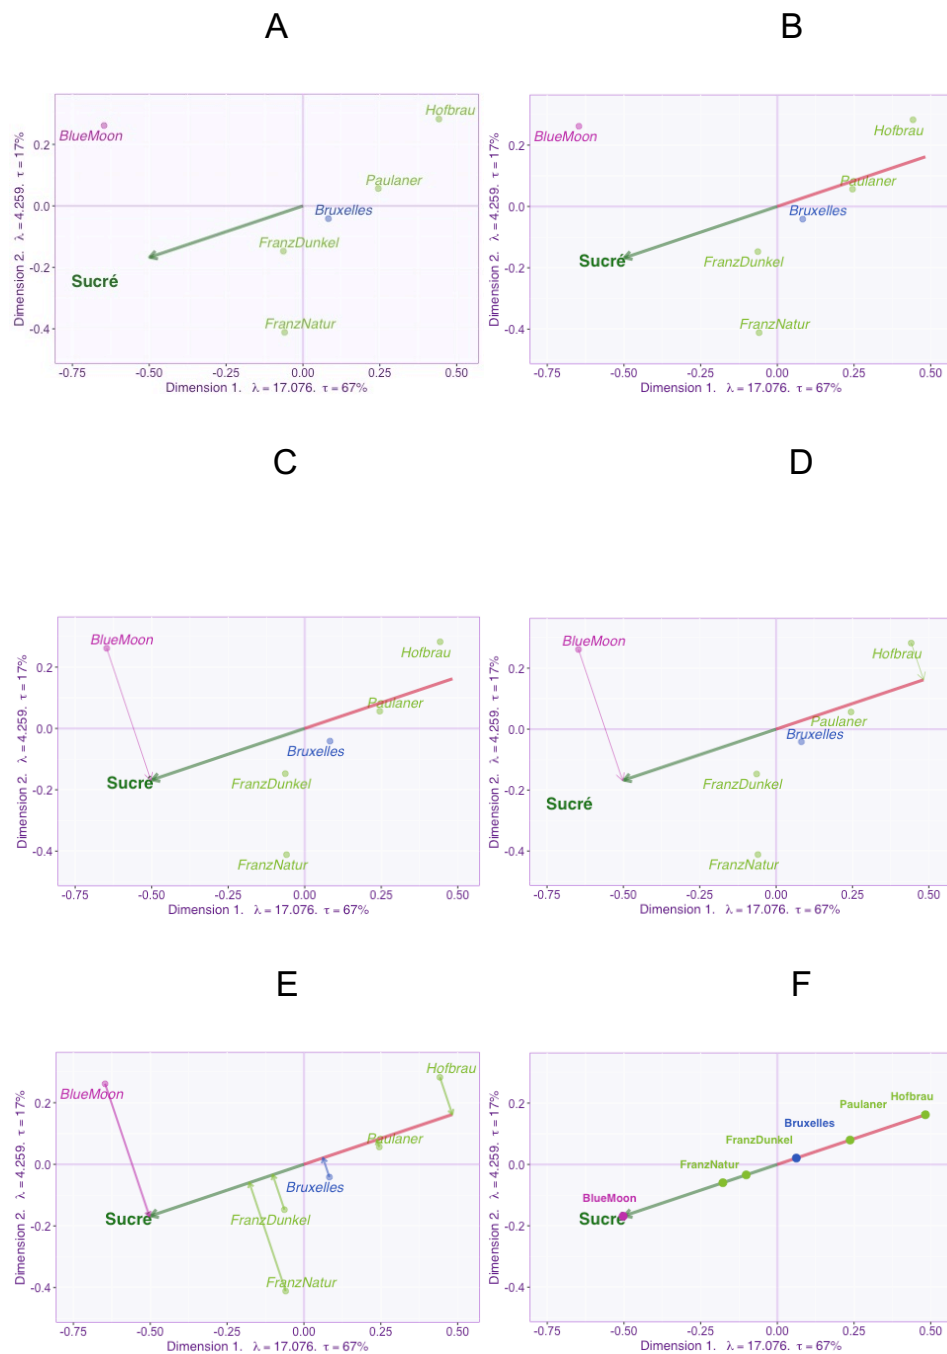 A
B
Hofbrau
BlueMoon
Paulaner
Bruxelles
FranzDunkel
Sucré
FranzNatur
0.2
0.0
-0.2
-0.4
-0.75
-0.50
-0.25
0.00
0.25
0.50
Dimension 1. λ = 17.076. τ = 67%
Dimension 2. λ = 4.259. τ = 17%
BlueMoon
Hofbrau
Paulaner
Bruxelles
Sucré
FranzDunkel
FranzNatur
0.2
0.0
-0.2
-0.4
-0.75
-0.50
-0.25
0.00
0.25
0.50
Dimension 1. λ = 17.076. τ = 67%
Dimension 2. λ = 4.259. τ = 17%
C
D
BlueMoon
Hofbrau
Paulaner
Bruxelles
Sucré
FranzDunkel
FranzNatur
0.2
0.0
-0.2
-0.4
-0.75
-0.50
-0.25
0.00
0.25
0.50
Dimension 1. λ = 17.076. τ = 67%
Dimension 2. λ = 4.259. τ = 17%
BlueMoon
Hofbrau
Paulaner
Bruxelles
FranzDunkel
Sucré
FranzNatur
0.2
0.0
-0.2
-0.4
-0.75
-0.50
-0.25
0.00
0.25
0.50
Dimension 1. λ = 17.076. τ = 67%
Dimension 2. λ = 4.259. τ = 17%
E
F
Hofbrau
BlueMoon
Paulaner
Bruxelles
Sucré
FranzDunkel
FranzNatur
0.2
0.0
-0.2
-0.4
-0.75
-0.50
-0.25
0.00
0.25
0.50
Dimension 1. λ = 17.076. τ = 67%
Dimension 2. λ = 4.259. τ = 17%
Hofbrau
Paulaner
Bruxelles
FranzDunkel
FranzNatur
BlueMoon
Sucré
0.2
0.0
-0.2
-0.4
-0.75
-0.50
-0.25
0.00
0.25
0.50
Dimension 1. λ = 17.076. τ = 67%
Dimension 2. λ = 4.259. τ = 17%